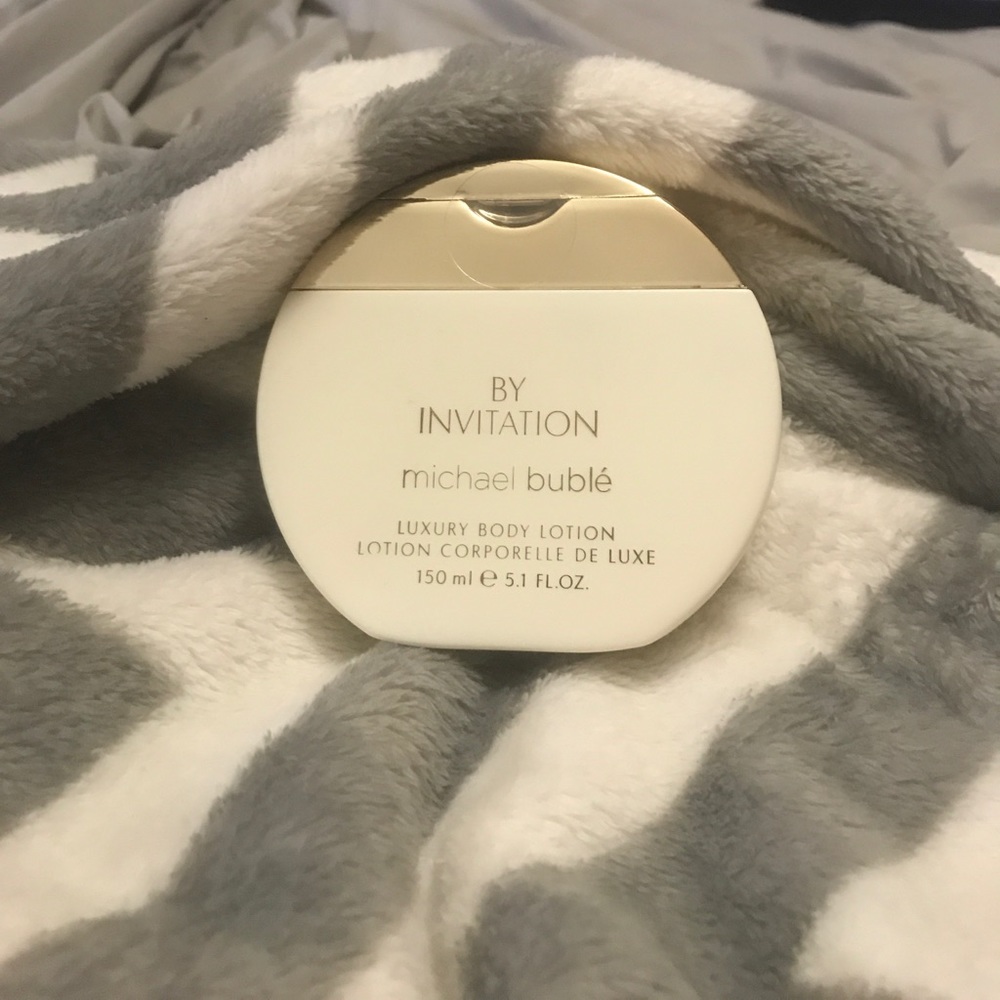 BY
INVITATION
michael bublé
LUXURY BODY LOTION
LOTION CORPORELLE DE LUXE
150 ml ℮ 5.1 FL.OZ.